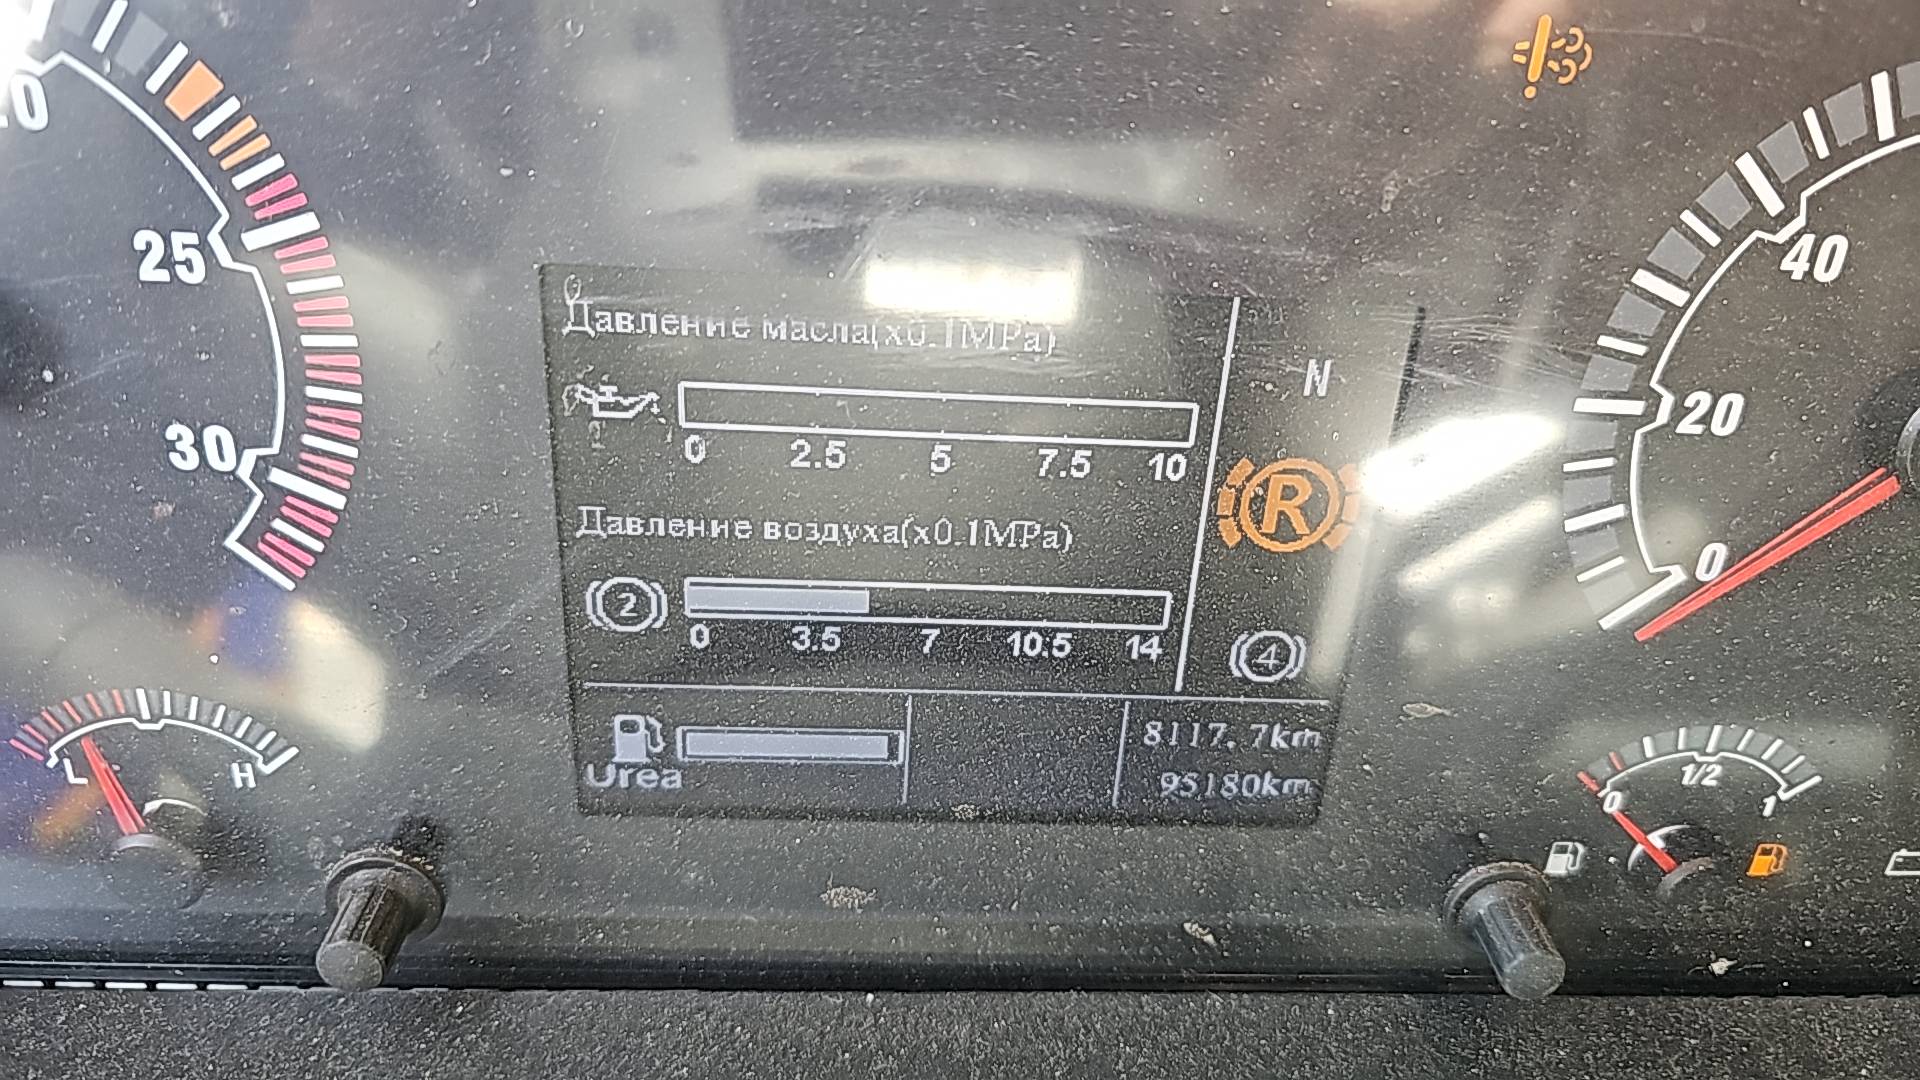 25
30
L H
Давление масла(x0.1MPa)
0 2.5 5 7.5 10
Давление воздуха(x0.1MPa)
2
0 3.5 7 10.5 14
Urea
N
R
4
8117.7km
95180km
40
20
0
0 1/2 1